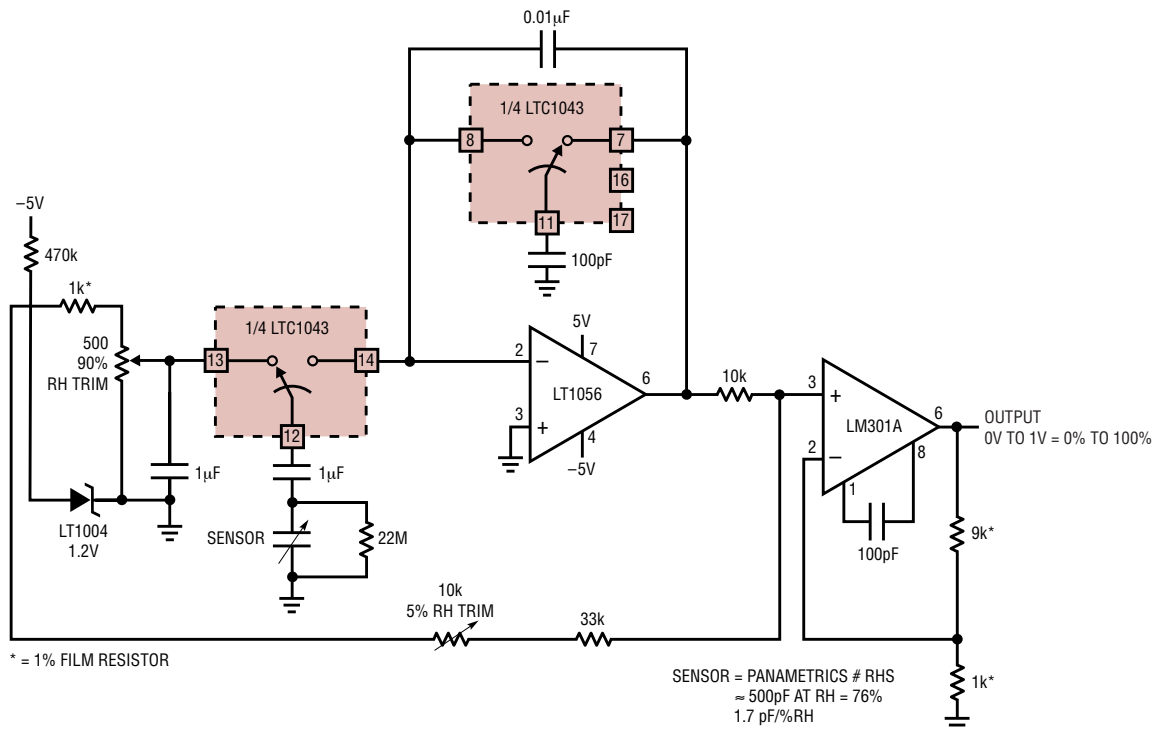 0.01µF
1/4 LTC1043
8
7
16
17
11
100pF
−5V
470k
1k*
500
90%
RH TRIM
1/4 LTC1043
13
14
12
1µF
1µF
LT1004
1.2V
SENSOR
22M
5V
2
−
7
LT1056
6
3
+
4
−5V
10k
3
+
LM301A
6
2
−
8
1
100pF
OUTPUT
0V TO 1V = 0% TO 100%
9k*
10k
5% RH TRIM
33k
1k*
* = 1% FILM RESISTOR
SENSOR = PANAMETRICS # RHS
≈ 500pF AT RH = 76%
1.7 pF/%RH